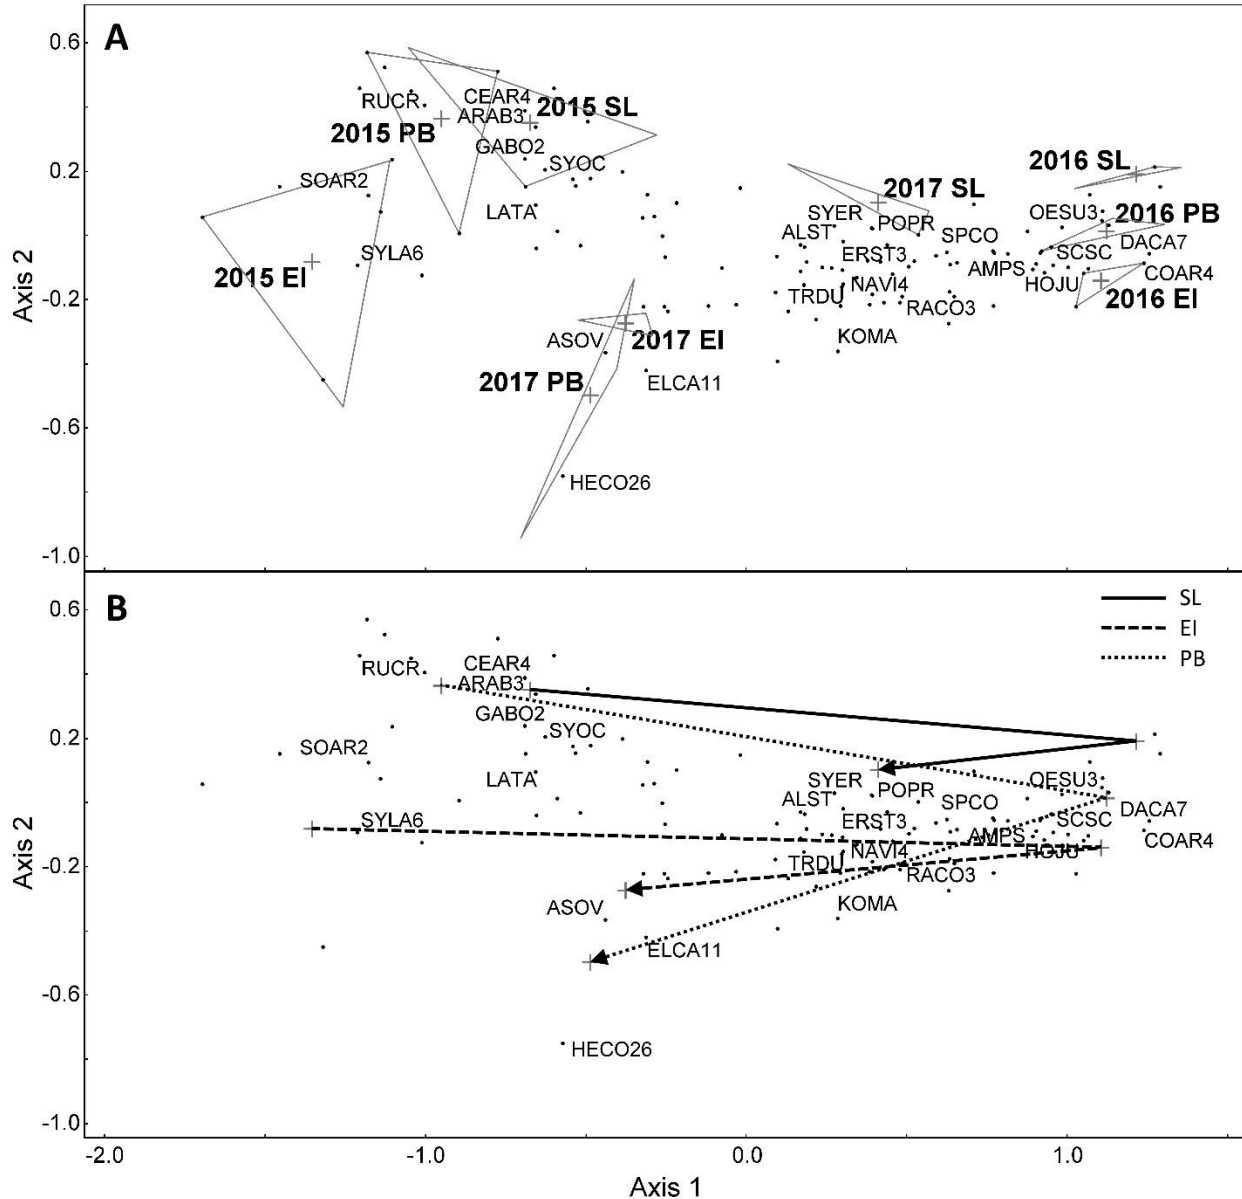 A
0.6
RUCR
CEAR4
ARAB3
2015 SL
2015 PB
GABO2
SYOC
2016 SL
0.2
SOAR2
2017 SL
LATA
SYER
POPR
OESU3
2016 PB
ALST
SPCO
DACA7
SYLA6
ERST3
SCSC
2015 EI
AMPS
COAR4
Axis 2
-0.2
TRDU
NAVI4
HOJU
RACO3
2016 EI
ASOV
2017 EI
KOMA
2017 PB
ELCA11
-0.6
HECO26
-1.0
B
SL
0.6
EI
PB
RUCR
CEAR4
ARAB3
GABO2
SYOC
0.2
SOAR2
LATA
SYER
POPR
OESU3
ALST
SPCO
DACA7
SYLA6
ERST3
SCSC
AMPS
COAR4
Axis 2
-0.2
TRDU
NAVI4
HOJU
RACO3
ASOV
KOMA
ELCA11
-0.6
HECO26
-1.0
-2.0 -1.0 0.0 1.0
Axis 1